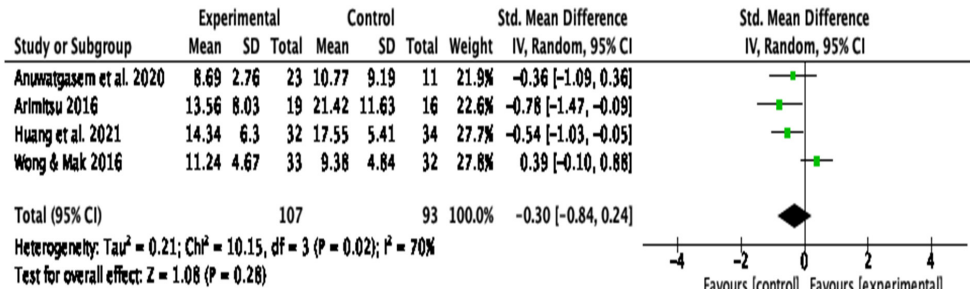 Experimental Control Std. Mean Difference Std. Mean Difference
Study or Subgroup Mean SD Total Mean SD Total Weight IV, Random, 95% CI IV, Random, 95% CI
Anuwatgasem et al. 2020 8.69 2.76 23 10.77 9.19 11 21.9% −0.36 [−1.09, 0.36]
Arimitsu 2016 13.56 8.03 19 21.42 11.63 16 22.6% −0.78 [−1.47, −0.09]
Huang et al. 2021 14.34 6.3 32 17.55 5.41 34 27.7% −0.54 [−1.03, −0.05]
Wong & Mak 2016 11.24 4.67 33 9.38 4.84 32 27.8% 0.39 [−0.10, 0.88]
Total (95% CI) 107 93 100.0% −0.30 [−0.84, 0.24]
Heterogeneity: Tau² = 0.21; Chi² = 10.15, df = 3 (P = 0.02); I² = 70%
Test for overall effect: Z = 1.08 (P = 0.28)
−4 −2 0 2 4
Favours [control] Favours [experimental]